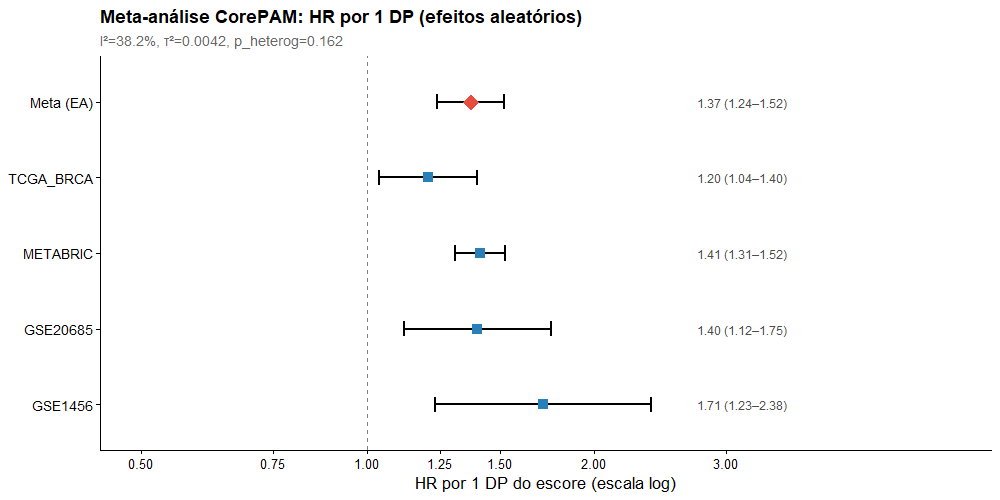 Meta-análise CorePAM: HR por 1 DP (efeitos aleatórios)
I²=38.2%, τ²=0.0042, p_heterog=0.162
Meta (EA) 1.37 (1.24–1.52)
TCGA_BRCA 1.20 (1.04–1.40)
METABRIC 1.41 (1.31–1.52)
GSE20685 1.40 (1.12–1.75)
GSE1456 1.71 (1.23–2.38)
0.50 0.75 1.00 1.25 1.50 2.00 3.00
HR por 1 DP do escore (escala log)